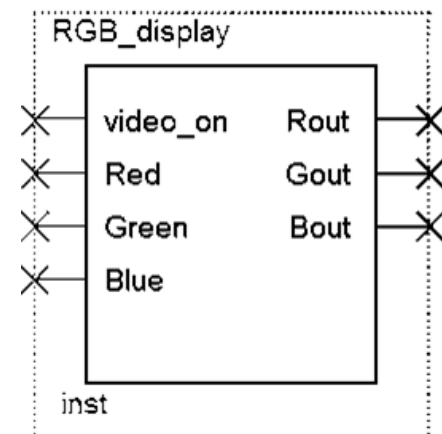 RGB_display
video_on Rout
Red Gout
Green Bout
Blue
inst